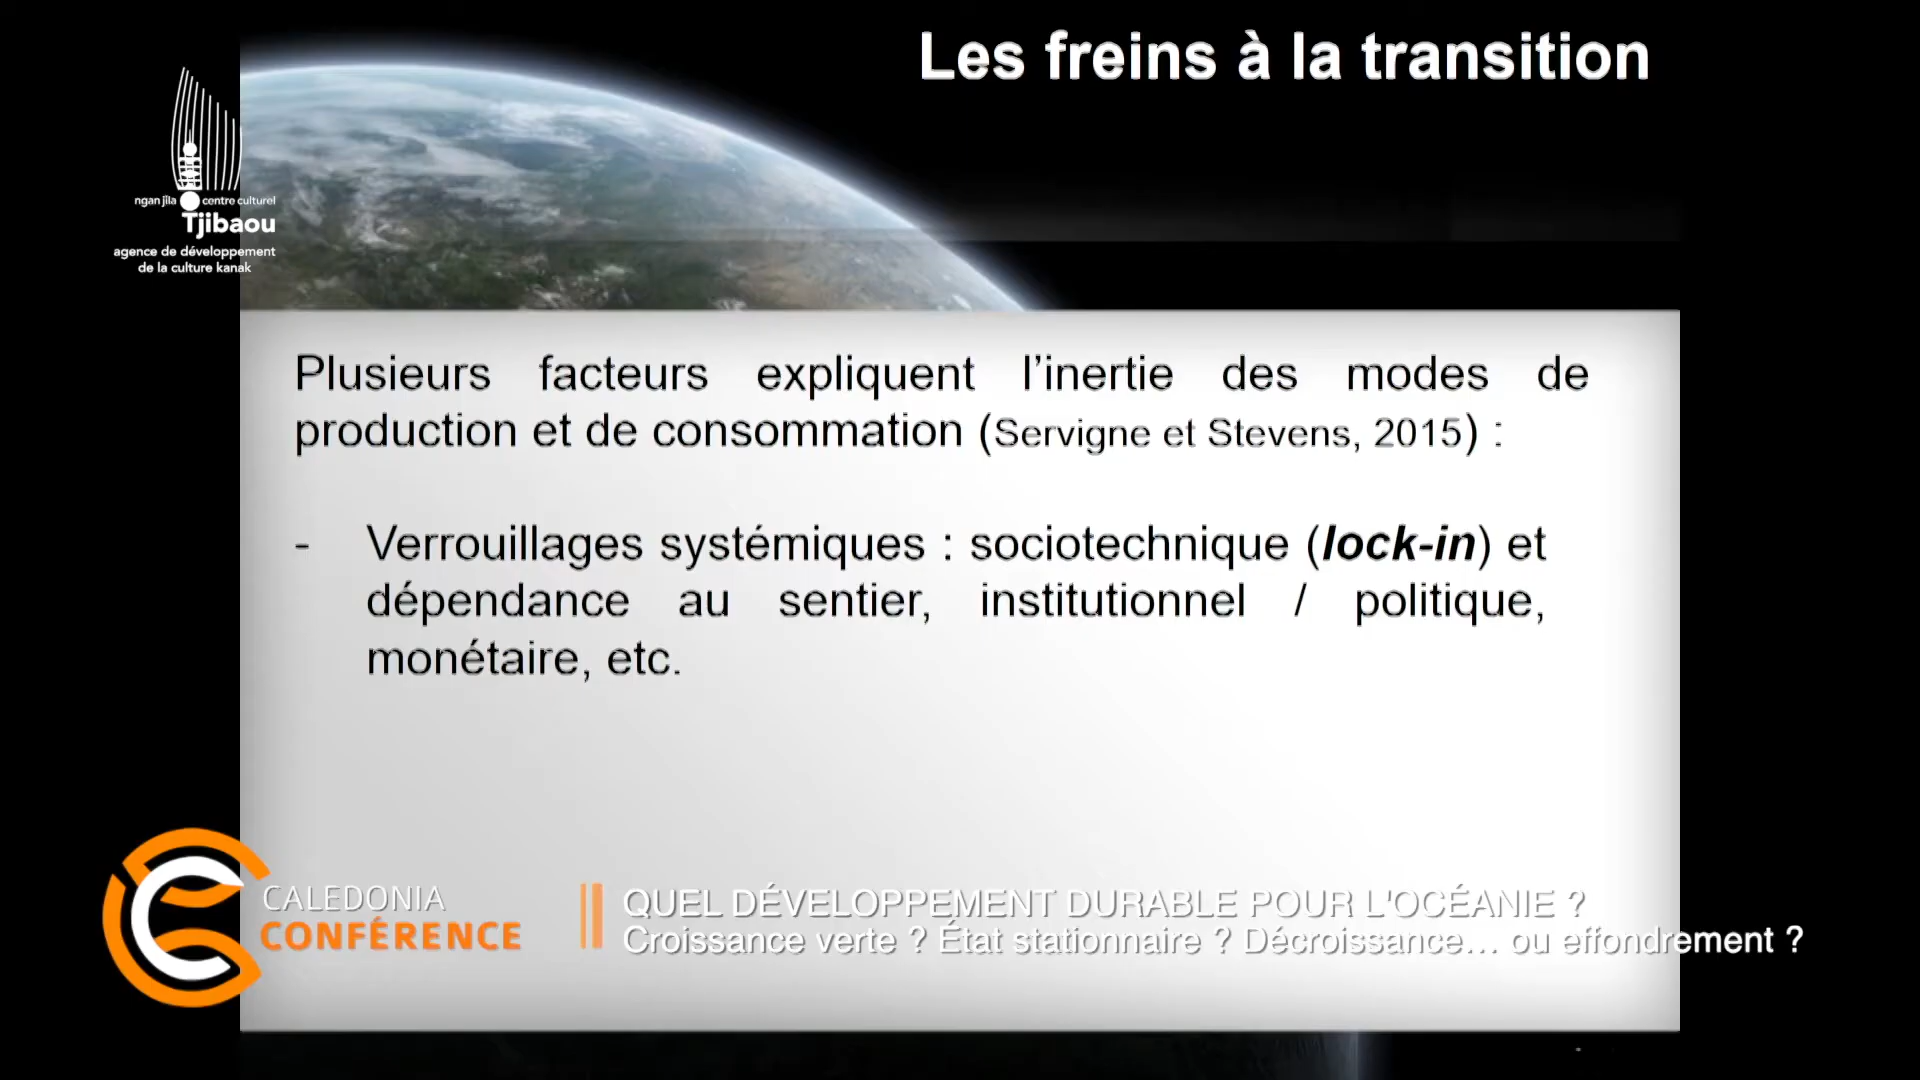 Les freins à la transition
ngan jila centre culturel
Tjibaou
agence de développement
de la culture kanak
Plusieurs facteurs expliquent l’inertie des modes de
production et de consommation (Servigne et Stevens, 2015) :
- Verrouillages systémiques : sociotechnique (lock-in) et
dépendance au sentier, institutionnel / politique,
monétaire, etc.
CALEDONIA
CONFÉRENCE
QUEL DÉVELOPPEMENT DURABLE POUR L'OCÉANIE ?
Croissance verte ? État stationnaire ? Décroissance... ou effondrement ?